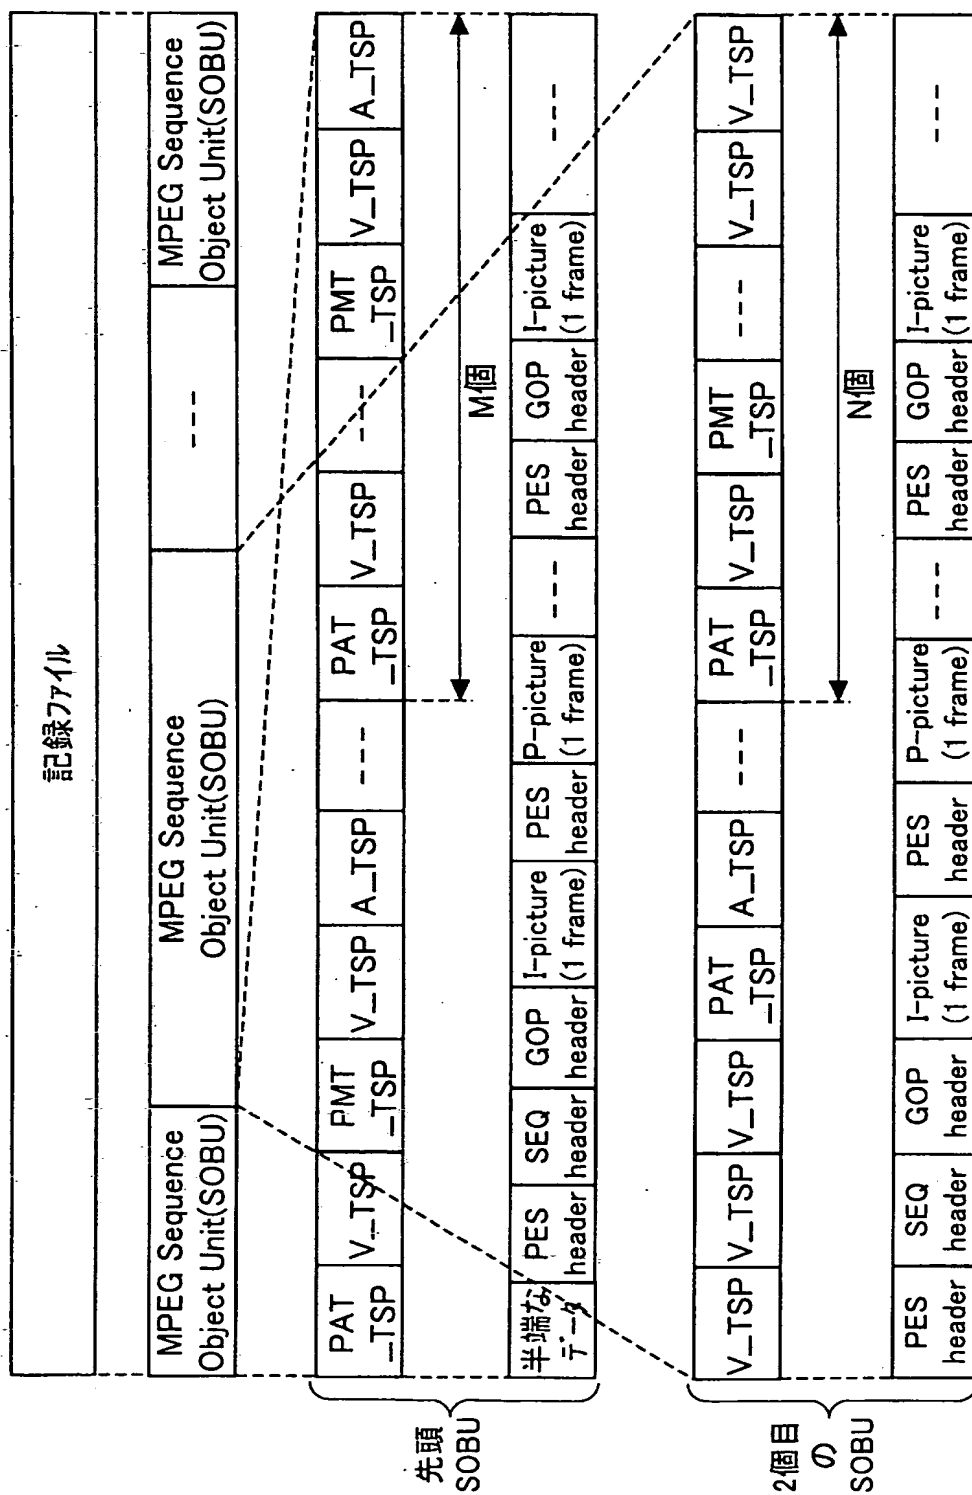 記録ファイル
MPEG Sequence
Object Unit(SOBU)
MPEG Sequence
Object Unit(SOBU)
---
MPEG Sequence
Object Unit(SOBU)
先頭
SOBU
PAT
_TSP
V_TSP
PMT
_TSP
V_TSP
A_TSP
---
PAT
_TSP
V_TSP
---
PMT
_TSP
V_TSP
A_TSP
M個
半端な
データ
PES
header
SEQ
header
GOP
header
I-picture
(1 frame)
PES
header
P-picture
(1 frame)
---
PES
header
GOP
header
I-picture
(1 frame)
---
2個目
の
SOBU
V_TSP
V_TSP
V_TSP
PAT
_TSP
A_TSP
---
PAT
_TSP
V_TSP
PMT
_TSP
---
V_TSP
V_TSP
N個
PES
header
SEQ
header
GOP
header
I-picture
(1 frame)
PES
header
P-picture
(1 frame)
---
PES
header
GOP
header
I-picture
(1 frame)
---